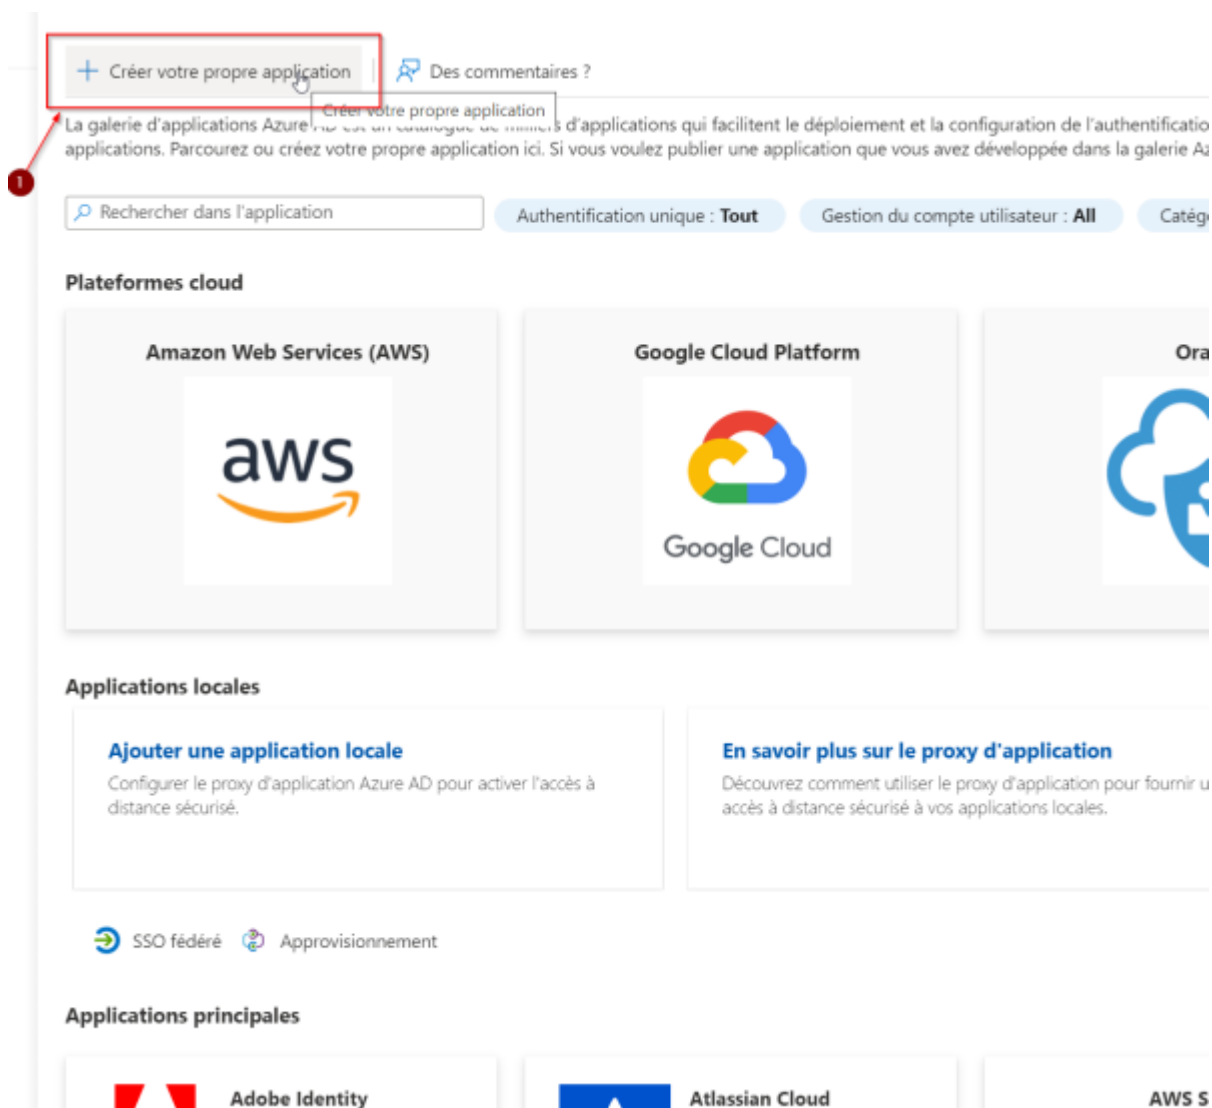 Créer votre propre application
Des commentaires ?
Créer votre propre application
La galerie d'applications Azure AD est un catalogue de milliers d'applications qui facilitent le déploiement et la configuration de l'authentificatio
applications. Parcourez ou créez votre propre application ici. Si vous voulez publier une application que vous avez développée dans la galerie Az
1
Rechercher dans l'application
Authentification unique : Tout
Gestion du compte utilisateur : All
Catég
Plateformes cloud
Amazon Web Services (AWS)
Google Cloud Platform
Ora
aws
Google Cloud
Applications locales
Ajouter une application locale
En savoir plus sur le proxy d'application
Configurer le proxy d'application Azure AD pour activer l'accès à
distance sécurisé.
Découvrez comment utiliser le proxy d'application pour fournir u
accès à distance sécurisé à vos applications locales.
SSO fédéré
Approvisionnement
Applications principales
Adobe Identity
Atlassian Cloud
AWS S